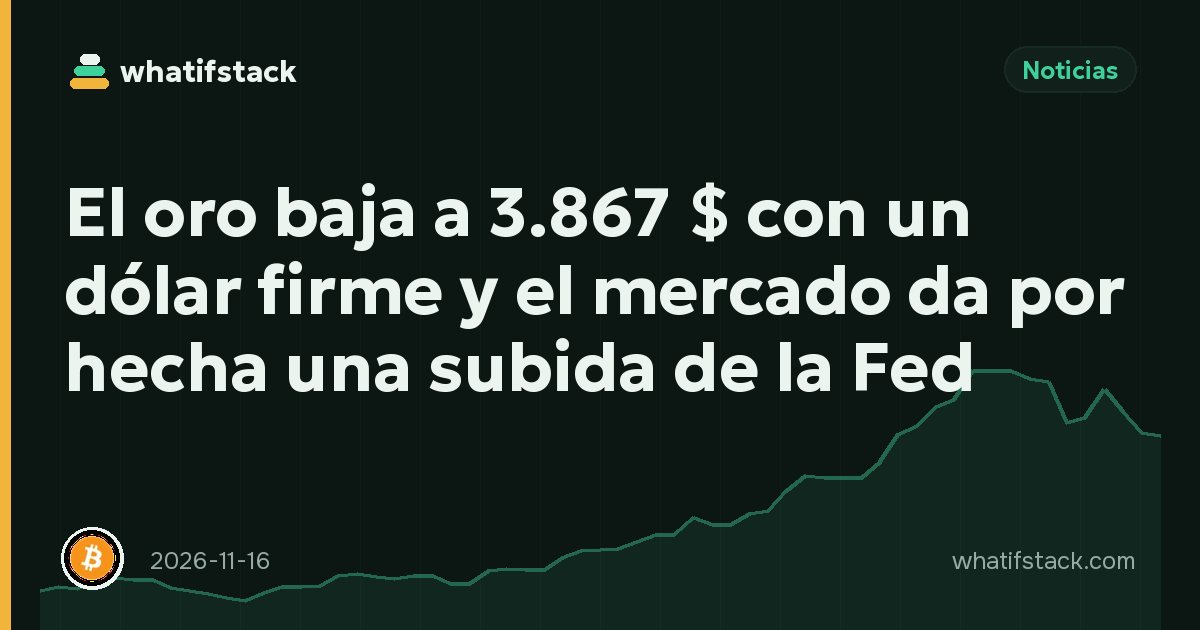 whatifstack
Noticias
El oro baja a 3.867 $ con un
dólar firme y el mercado da por
hecha una subida de la Fed
2026-11-16
whatifstack.com